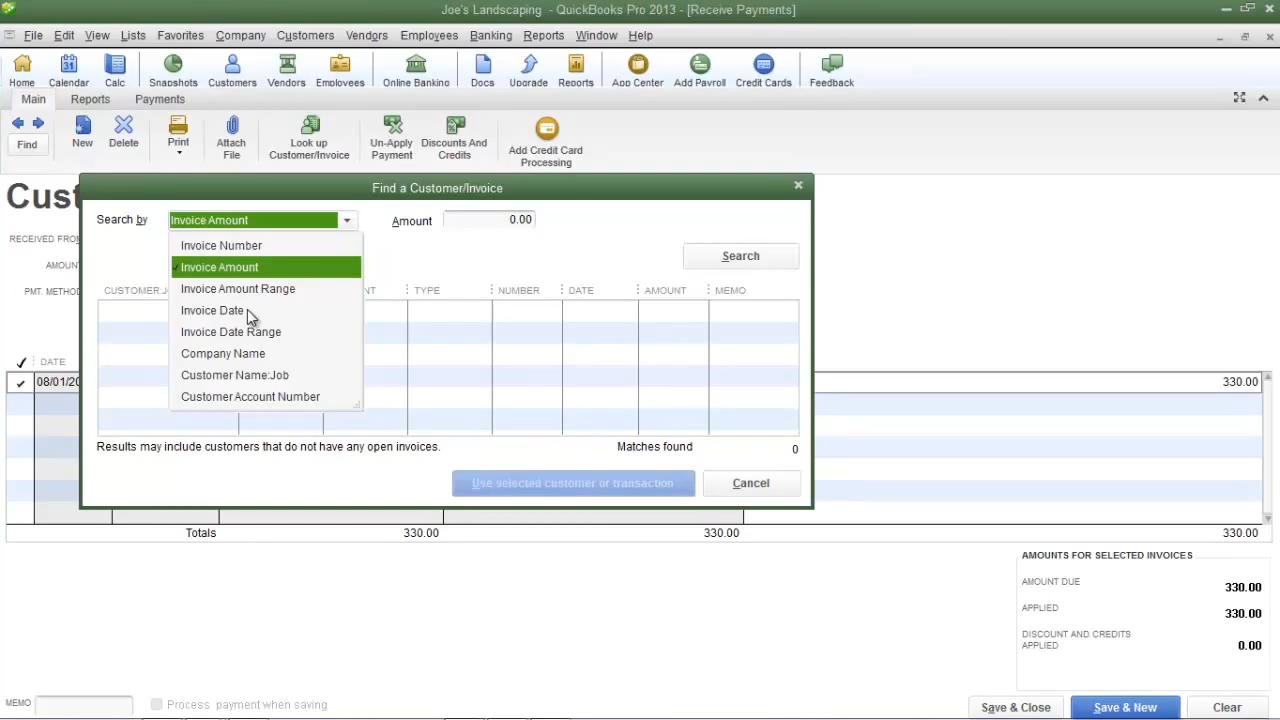 Joe's Landscaping - QuickBooks Pro 2013 - [Receive Payments]
File Edit View Lists Favorites Company Customers Vendors Employees Banking Reports Window Help
Home Calendar Calc Snapshots Customers Vendors Employees Online Banking Docs Upgrade Reports App Center Add Payroll Credit Cards Feedback
Main Reports Payments
Find New Delete Print Attach File Look up Customer/Invoice Un-Apply Payment Discounts And Credits Add Credit Card Processing
Find a Customer/Invoice
Cust
Search by Invoice Amount Amount 0.00
RECEIVED FROM
Invoice Number
Search
AMOUNT
Invoice Amount
PMT. METHOD
CUSTOMER:J NT TYPE NUMBER DATE AMOUNT MEMO
Invoice Amount Range
Invoice Date
Invoice Date Range
Company Name
DATE
Customer Name:Job
08/01/20 330.00
Customer Account Number
Results may include customers that do not have any open invoices. Matches found 0
Use selected customer or transaction Cancel
Totals 330.00 330.00 330.00
AMOUNTS FOR SELECTED INVOICES
AMOUNT DUE 330.00
APPLIED 330.00
DISCOUNT AND CREDITS APPLIED 0.00
MEMO Process payment when saving Save & Close Save & New Clear